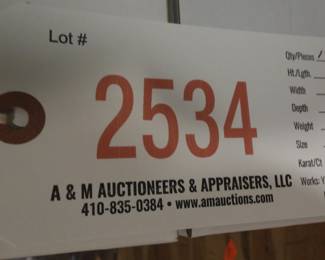 Lot #
2534
A & M AUCTIONEERS & APPRAISERS, LLC
410-835-0384 • www.amauctions.com
Qty/Pieces
Ht./Lgth.
Width
Depth
Weight
Size
Karat/Ct
Works: Y